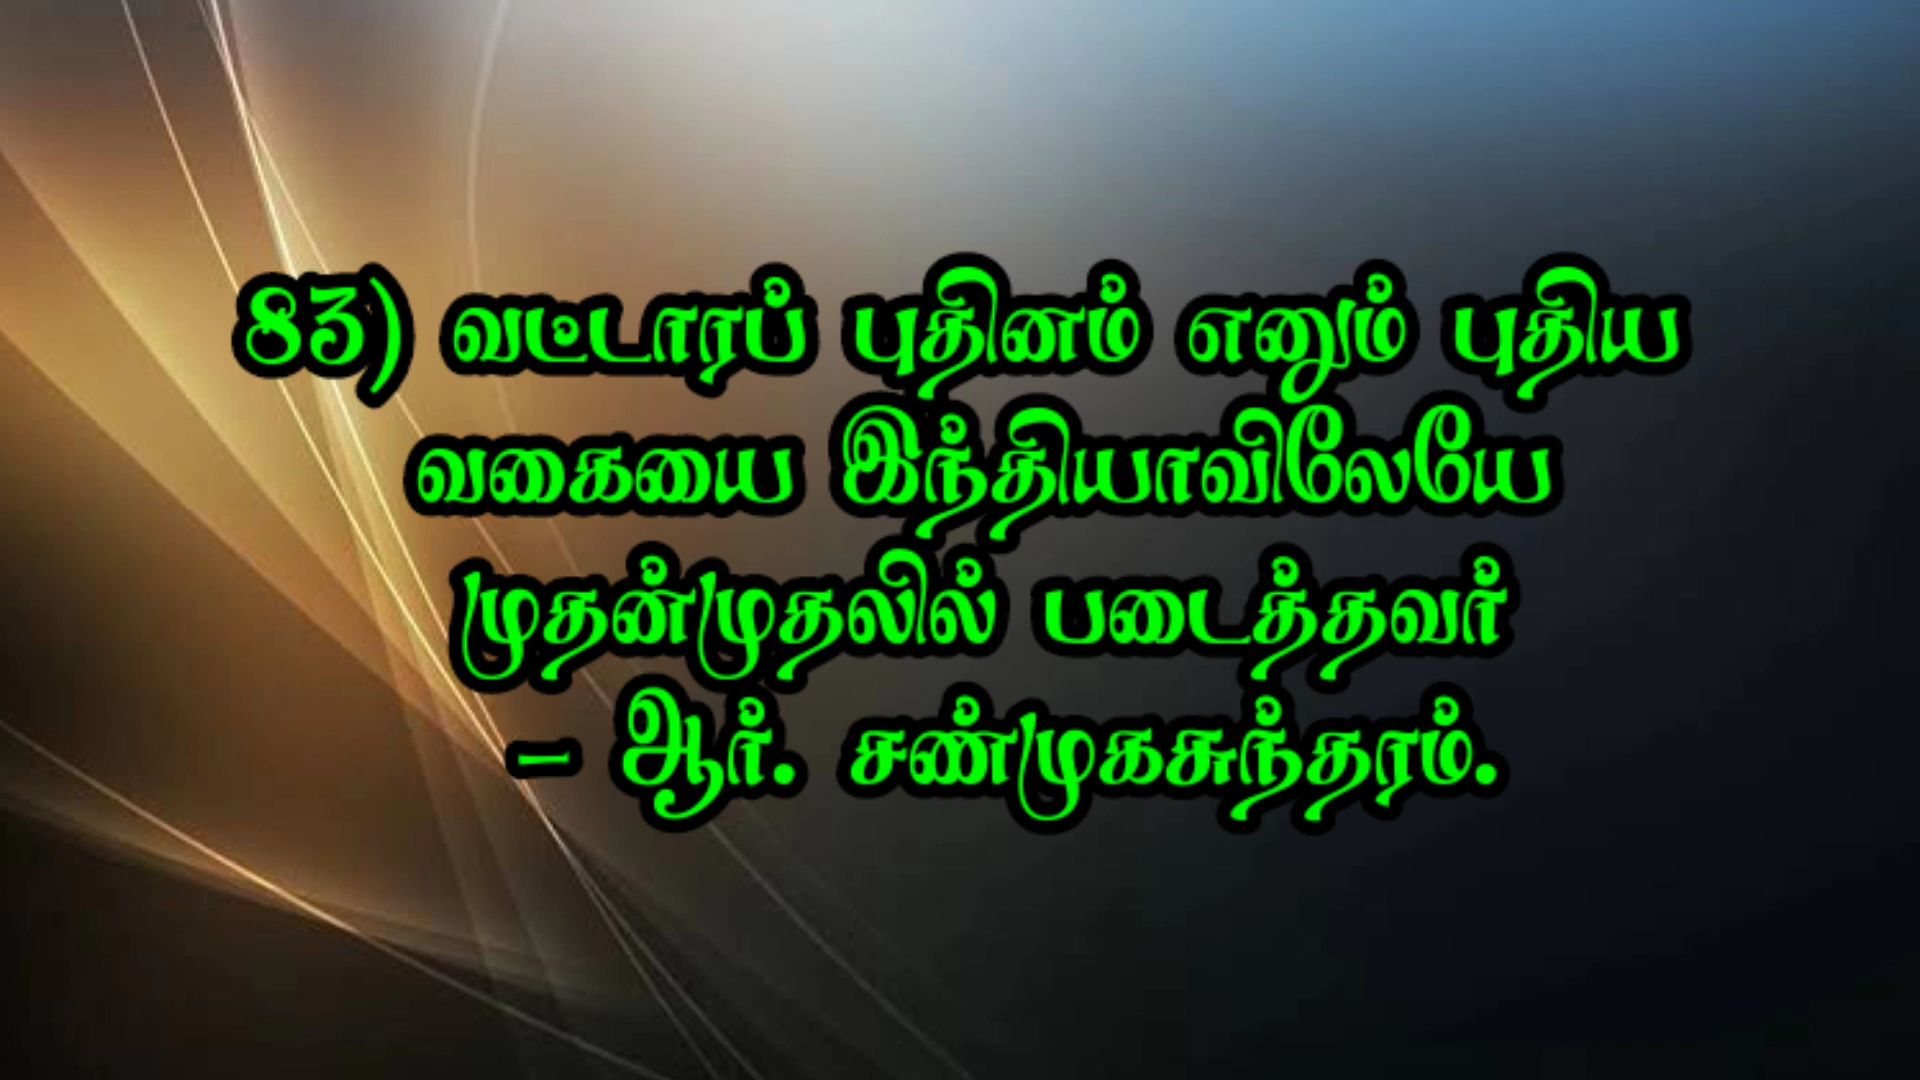 83) வட்டாரப் புதினம் எனும் புதிய
வகையை இந்தியாவிலேயே
முதன்முதலில் படைத்தவர்
- ஆர். சண்முகசுந்தரம்.